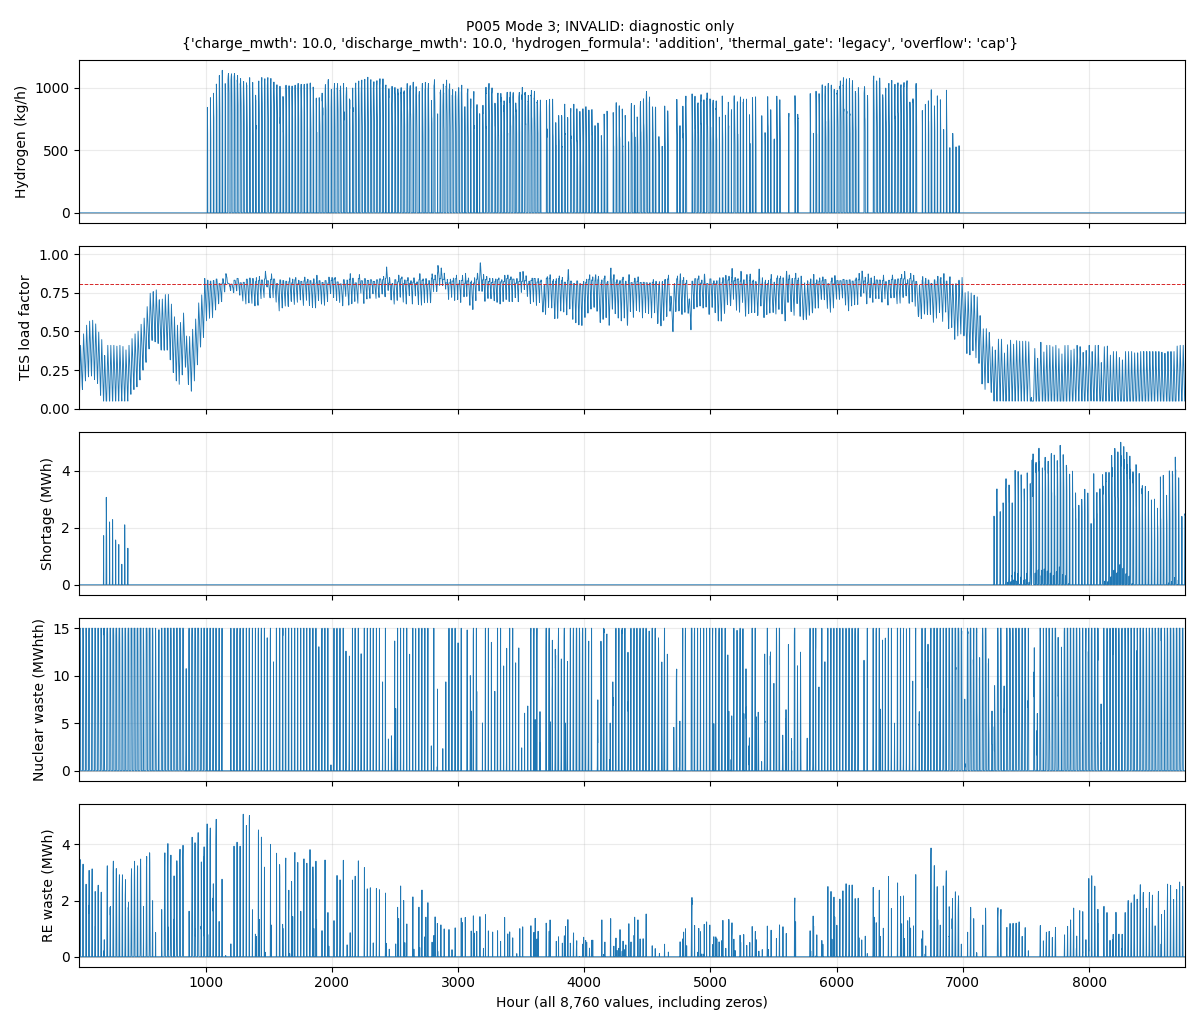 P005 Mode 3; INVALID: diagnostic only
{'charge_mwth': 10.0, 'discharge_mwth': 10.0, 'hydrogen_formula': 'addition', 'thermal_gate': 'legacy', 'overflow': 'cap'}
Hydrogen (kg/h)
1000
500
0
TES load factor
1.00
0.75
0.50
0.25
0.00
Shortage (MWh)
4
2
0
Nuclear waste (MWhth)
15
10
5
0
RE waste (MWh)
4
2
0
1000 2000 3000 4000 5000 6000 7000 8000
Hour (all 8,760 values, including zeros)